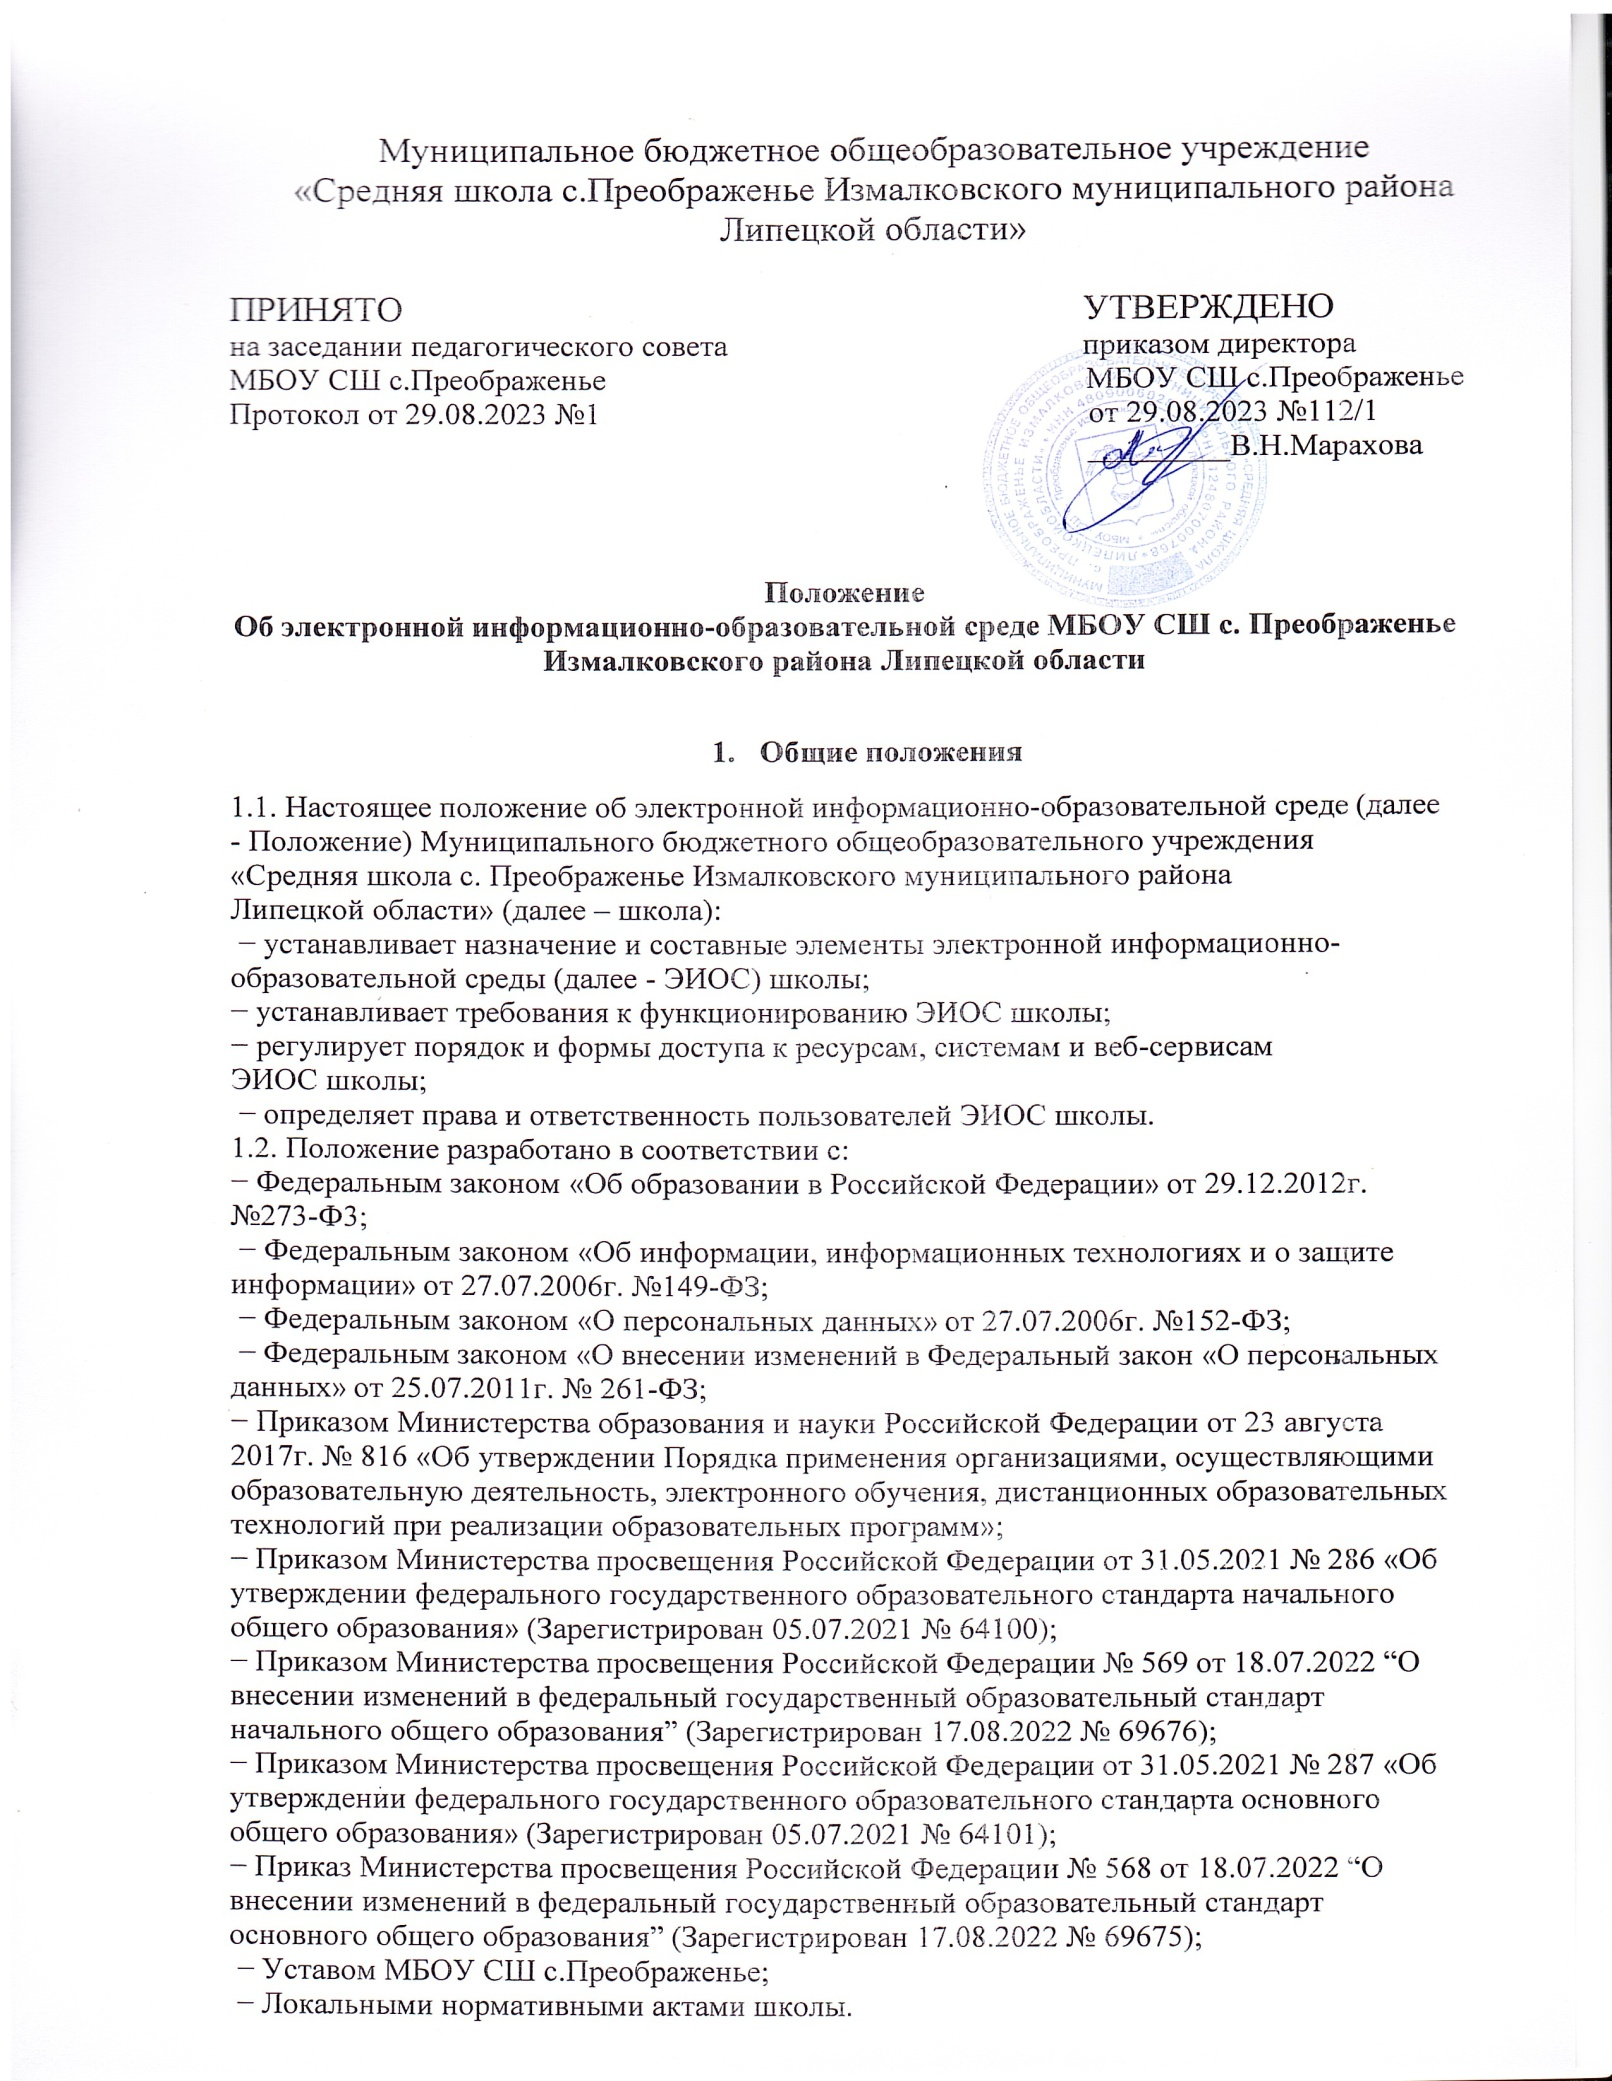 Муниципальное бюджетное общеобразовательное учреждение
«Средняя школа с.Преображенье Измалковского муниципального района
Липецкой области»
ПРИНЯТО
на заседании педагогического совета
МБОУ СШ с.Преображенье
Протокол от 29.08.2023 №1
УТВЕРЖДЕНО
приказом директора
МБОУ СШ с.Преображенье
от 29.08.2023 №112/1
__________В.Н.Марахова
Положение
Об электронной информационно-образовательной среде МБОУ СШ с. Преображенье
Измалковского района Липецкой области
1. Общие положения
1.1. Настоящее положение об электронной информационно-образовательной среде (далее
- Положение) Муниципального бюджетного общеобразовательного учреждения
«Средняя школа с. Преображенье Измалковского муниципального района
Липецкой области» (далее – школа):
− устанавливает назначение и составные элементы электронной информационно-
образовательной среды (далее - ЭИОС) школы;
− устанавливает требования к функционированию ЭИОС школы;
− регулирует порядок и формы доступа к ресурсам, системам и веб-сервисам
ЭИОС школы;
− определяет права и ответственность пользователей ЭИОС школы.
1.2. Положение разработано в соответствии с:
− Федеральным законом «Об образовании в Российской Федерации» от 29.12.2012г.
№273-ФЗ;
− Федеральным законом «Об информации, информационных технологиях и о защите
информации» от 27.07.2006г. №149-ФЗ;
− Федеральным законом «О персональных данных» от 27.07.2006г. №152-ФЗ;
− Федеральным законом «О внесении изменений в Федеральный закон «О персональных
данных» от 25.07.2011г. № 261-ФЗ;
− Приказом Министерства образования и науки Российской Федерации от 23 августа
2017г. № 816 «Об утверждении Порядка применения организациями, осуществляющими
образовательную деятельность, электронного обучения, дистанционных образовательных
технологий при реализации образовательных программ»;
− Приказом Министерства просвещения Российской Федерации от 31.05.2021 № 286 «Об
утверждении федерального государственного образовательного стандарта начального
общего образования» (Зарегистрирован 05.07.2021 № 64100);
− Приказом Министерства просвещения Российской Федерации № 569 от 18.07.2022 “О
внесении изменений в федеральный государственный образовательный стандарт
начального общего образования” (Зарегистрирован 17.08.2022 № 69676);
− Приказом Министерства просвещения Российской Федерации от 31.05.2021 № 287 «Об
утверждении федерального государственного образовательного стандарта основного
общего образования» (Зарегистрирован 05.07.2021 № 64101);
− Приказ Министерства просвещения Российской Федерации № 568 от 18.07.2022 “О
внесении изменений в федеральный государственный образовательный стандарт
основного общего образования” (Зарегистрирован 17.08.2022 № 69675);
− Уставом МБОУ СШ с.Преображенье;
− Локальными нормативными актами школы.